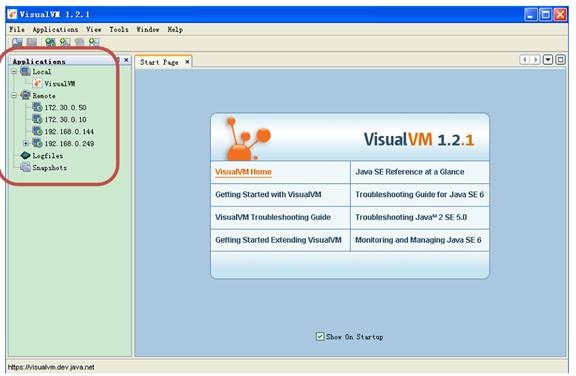 VisualVM 1.2.1
File Applications View Tools Window Help
Applications
Start Page
Local
VisualVM
Remote
172.30.0.50
172.30.0.10
192.168.0.144
192.168.0.249
Logfiles
Snapshots
VisualVM 1.2.1
VisualVM Home
Java SE Reference at a Glance
Getting Started with VisualVM
Troubleshooting Guide for Java SE 6
VisualVM Troubleshooting Guide
Troubleshooting Java™ 2 SE 5.0
Getting Started Extending VisualVM
Monitoring and Managing Java SE 6
Show On Startup
https://visualvm.dev.java.net